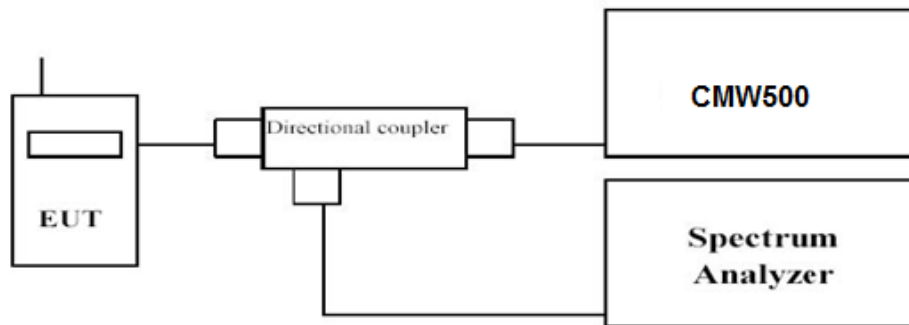 Directional coupler
CMW500
EUT
Spectrum
Analyzer